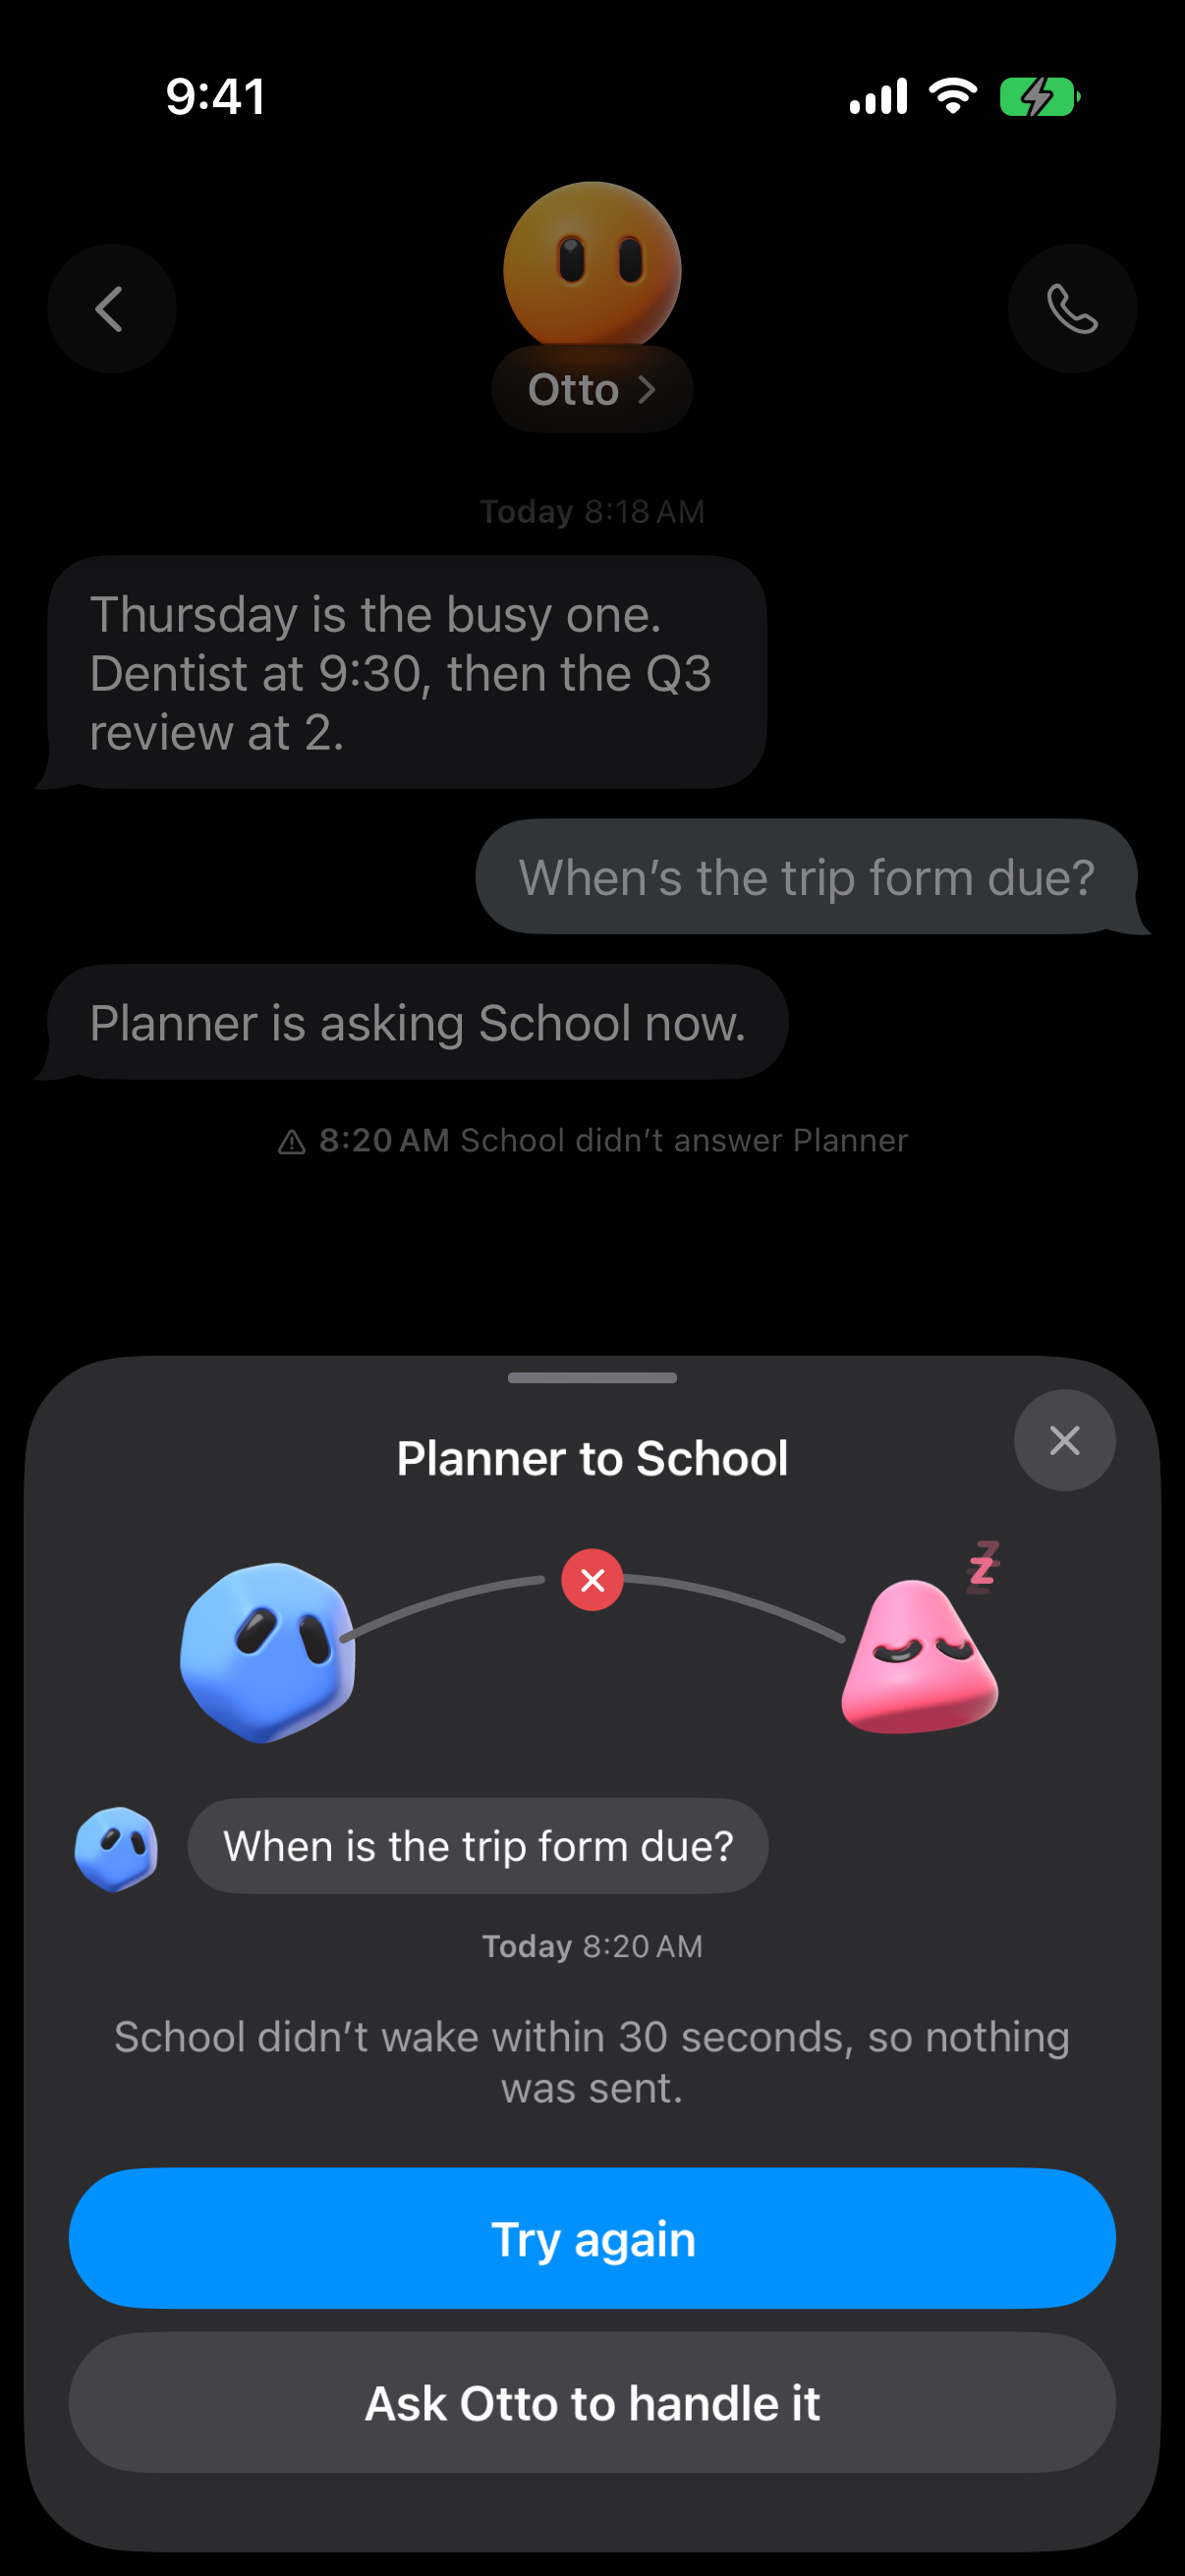 9:41
Otto
Today 8:18 AM
Thursday is the busy one.
Dentist at 9:30, then the Q3
review at 2.
When’s the trip form due?
Planner is asking School now.
8:20 AM School didn’t answer Planner
Planner to School
z
When is the trip form due?
Today 8:20 AM
School didn’t wake within 30 seconds, so nothing
was sent.
Try again
Ask Otto to handle it